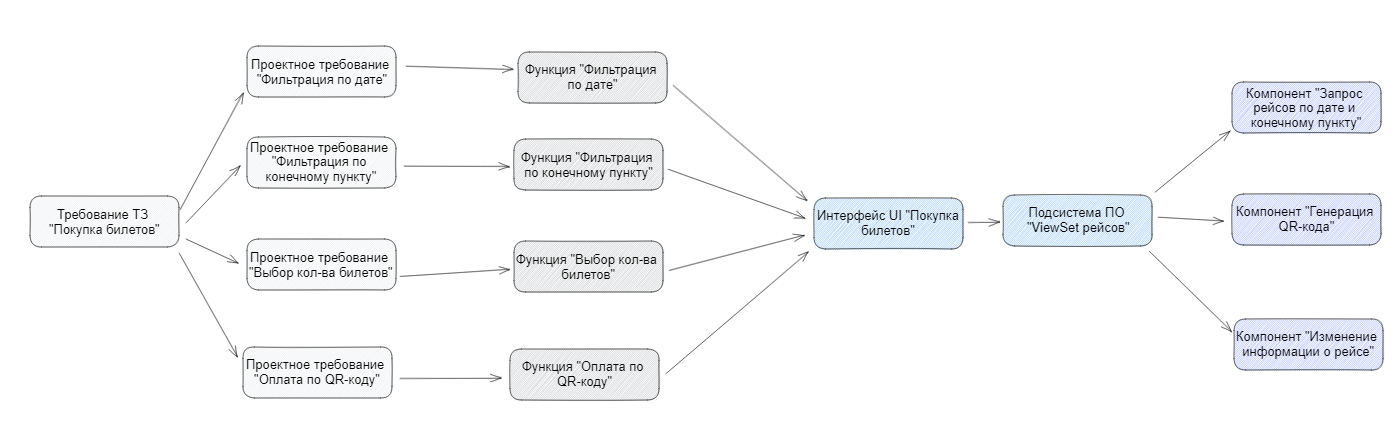 Требование ТЗ
"Покупка билетов"
Проектное требование
"Фильтрация по дате"
Проектное требование
"Фильтрация по
конечному пункту"
Проектное требование
"Выбор кол-ва билетов"
Проектное требование
"Оплата по QR-коду"
Функция "Фильтрация
по дате"
Функция "Фильтрация
по конечному пункту"
Функция "Выбор кол-ва
билетов"
Функция "Оплата по
QR-коду"
Интерфейс UI "Покупка
билетов"
Подсистема ПО
"ViewSet рейсов"
Компонент "Запрос
рейсов по дате и
конечному пункту"
Компонент "Генерация
QR-кода"
Компонент "Изменение
информации о рейсе"